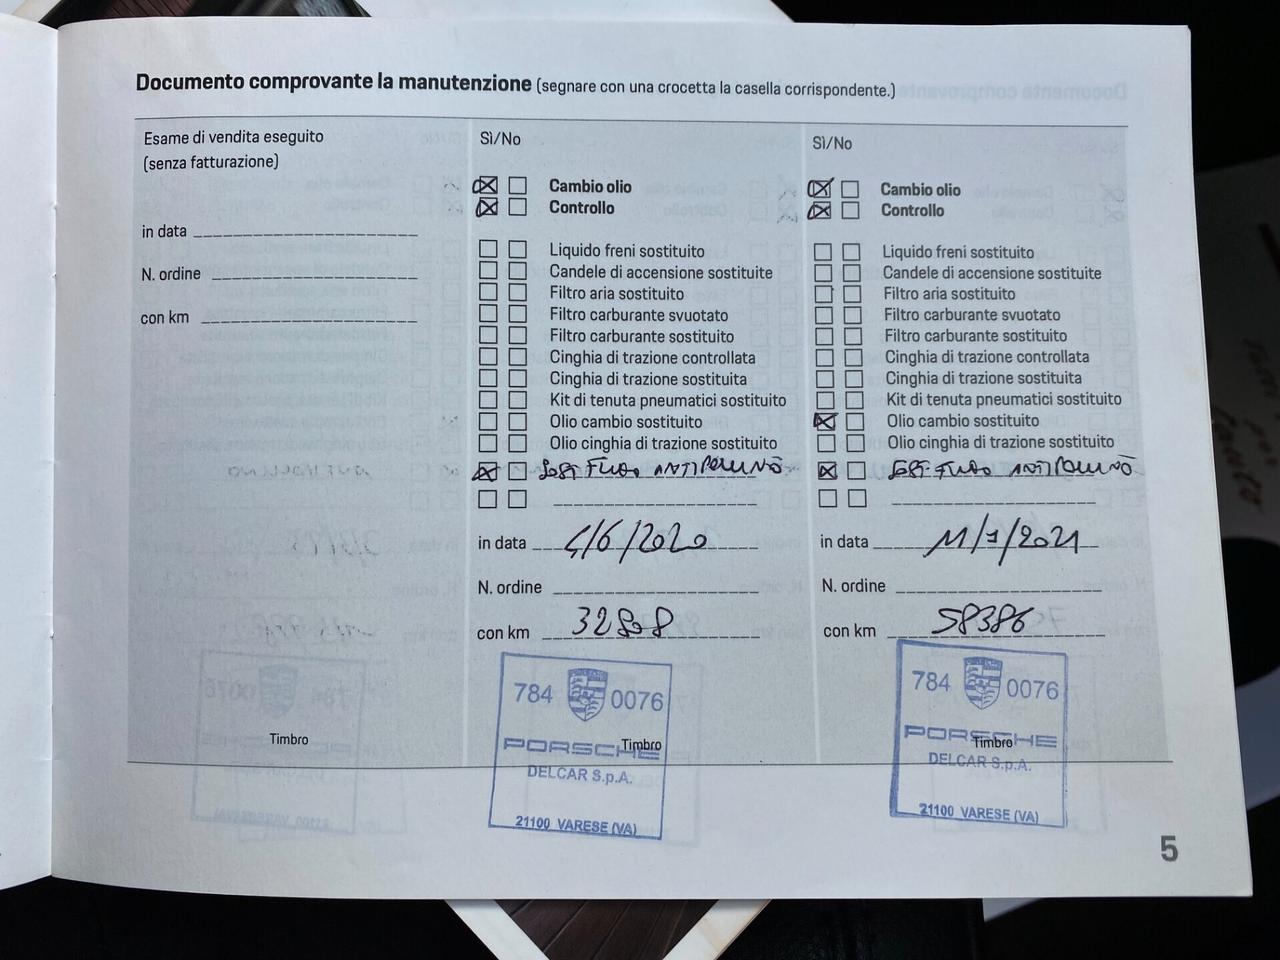 Documento comprovante la manutenzione (segnare con una crocetta la casella corrispondente.)
Esame di vendita eseguito
(senza fatturazione)
in data
N. ordine
con km
Timbro
Sì/No
Cambio olio
Controllo
Liquido freni sostituito
Candele di accensione sostituite
Filtro aria sostituito
Filtro carburante svuotato
Filtro carburante sostituito
Cinghia di trazione controllata
Cinghia di trazione sostituita
Kit di tenuta pneumatici sostituito
Olio cambio sostituito
Olio cinghia di trazione sostituito
SOST FILTRO ANTIPOLLINE
in data 4/6/2020
N. ordine
con km 32808
784 0076
PORSCHE
Timbro
DELCAR S.p.A.
21100 VARESE (VA)
Sì/No
Cambio olio
Controllo
Liquido freni sostituito
Candele di accensione sostituite
Filtro aria sostituito
Filtro carburante svuotato
Filtro carburante sostituito
Cinghia di trazione controllata
Cinghia di trazione sostituita
Kit di tenuta pneumatici sostituito
Olio cambio sostituito
Olio cinghia di trazione sostituito
SOST FILTRO ANTIPOLLINE
in data 11/1/2021
N. ordine
con km 58386
784 0076
PORSCHE
Timbro
DELCAR S.p.A.
21100 VARESE (VA)
5